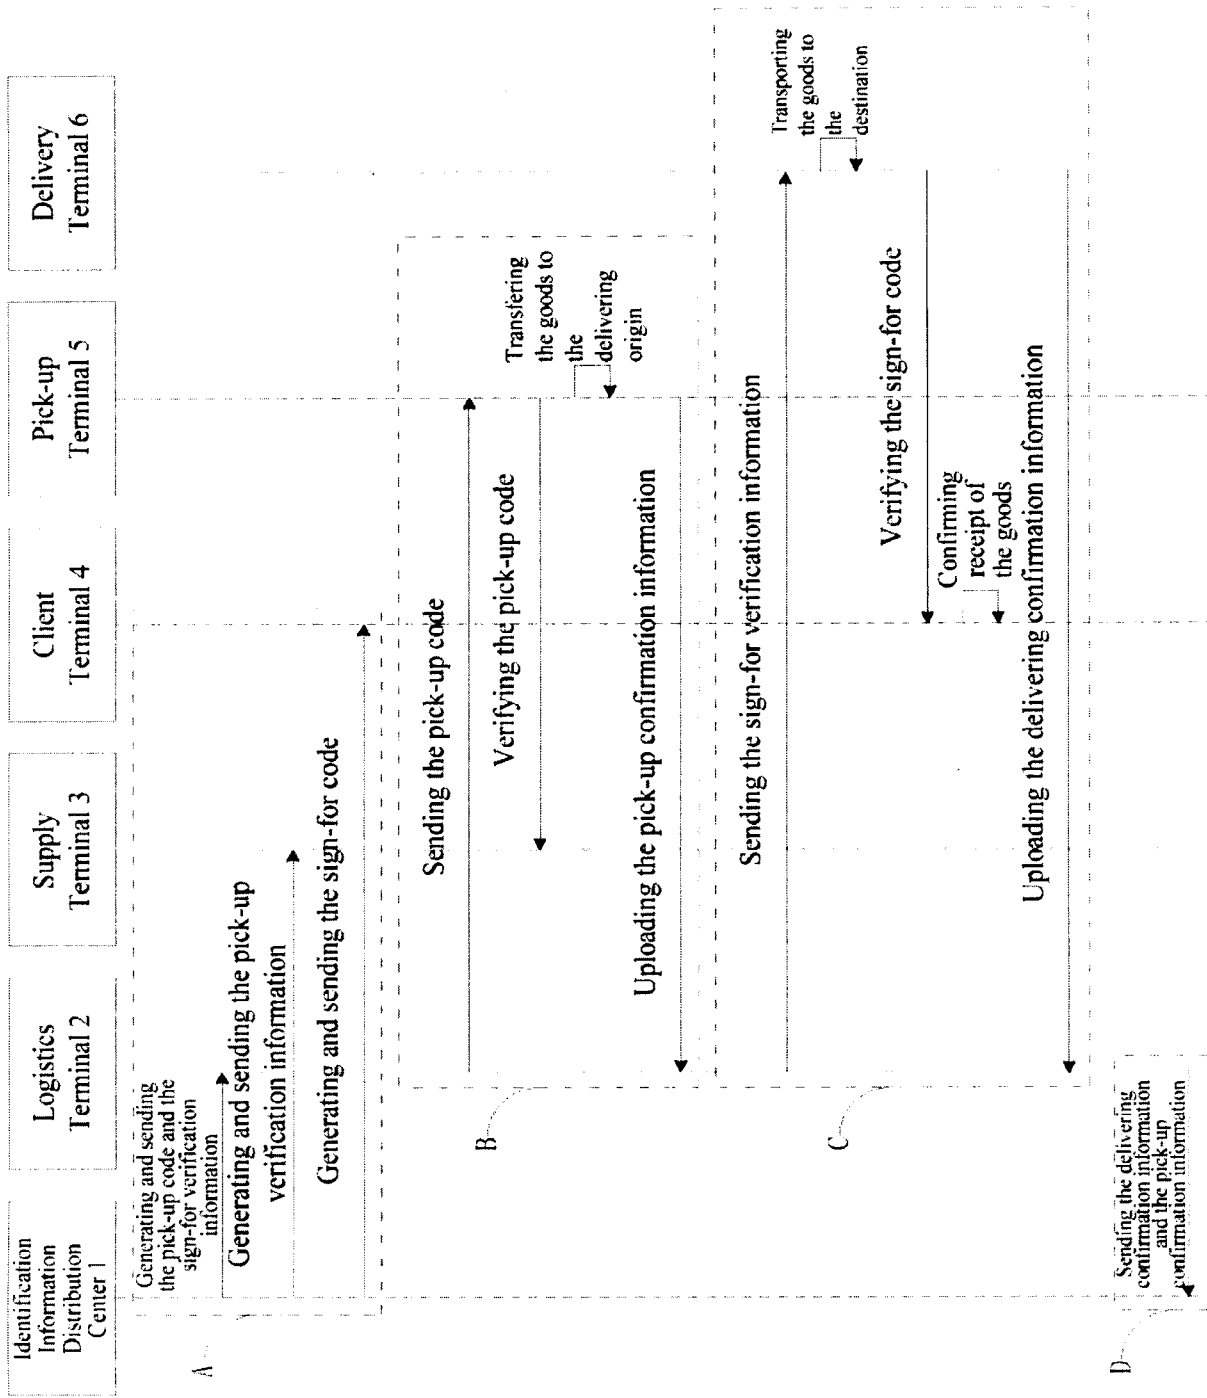 Identification
Information
Distribution
Center 1
Logistics
Terminal 2
Supply
Terminal 3
Client
Terminal 4
Pick-up
Terminal 5
Delivery
Terminal 6
A
Generating and sending
the pick-up code and the
sign-for verification
information
Generating and sending the pick-up
verification information
Generating and sending the sign-for code
B
Sending the pick-up code
Verifying the pick-up code
Transfering
the goods to
the
delivering
origin
Uploading the pick-up confirmation information
C
Sending the sign-for verification information
Transporting
the goods to
the
destination
Verifying the sign-for code
Confirming
receipt of
the goods
Uploading the delivering confirmation information
D
Sending the delivering
confirmation information
and the pick-up
confirmation information